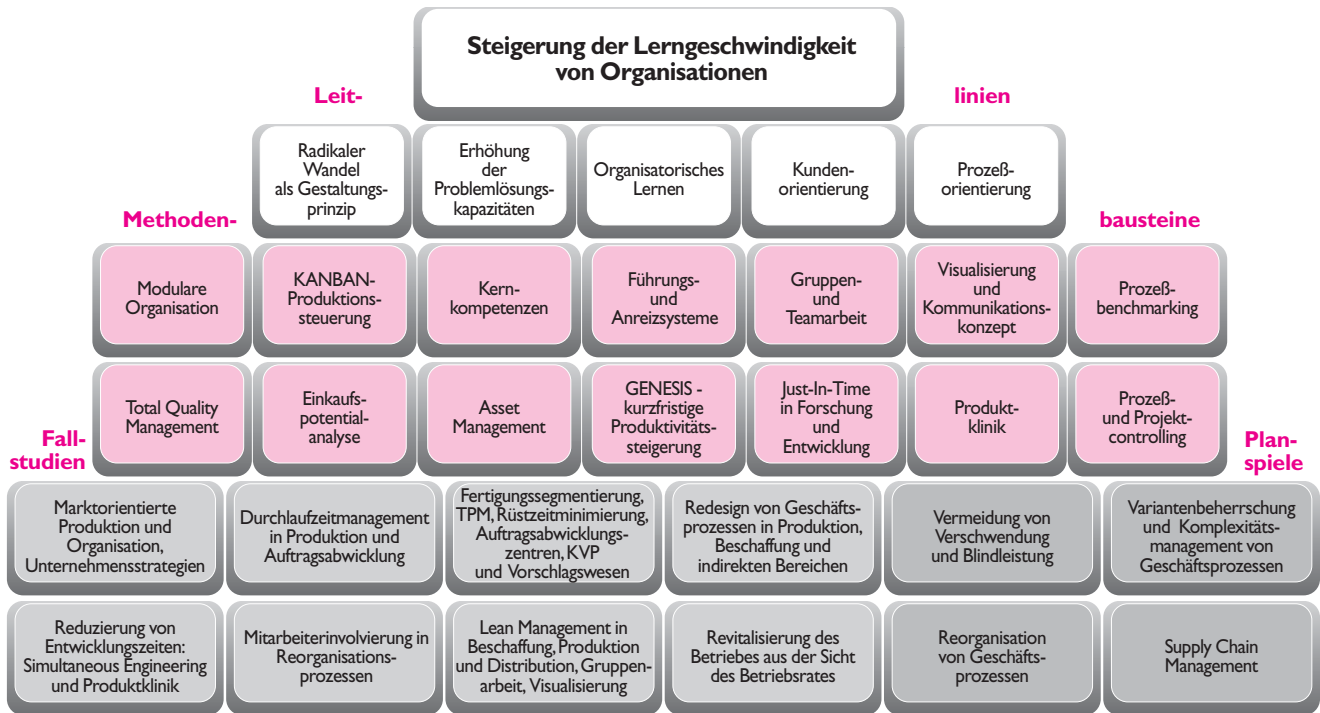 Steigerung der Lerngeschwindigkeit
von Organisationen
Leit-
linien
Radikaler
Wandel
als Gestaltungs-
prinzip
Erhöhung
der
Problemlösungs-
kapazitäten
Organisatorisches
Lernen
Kunden-
orientierung
Prozeß-
orientierung
Methoden-
bausteine
Modulare
Organisation
KANBAN-
Produktions-
steuerung
Kern-
kompetenzen
Führungs-
und
Anreizsysteme
Gruppen-
und
Teamarbeit
Visualisierung
und
Kommunikations-
konzept
Prozeß-
benchmarking
Total Quality
Management
Einkaufs-
potential-
analyse
Asset
Management
GENESIS -
kurzfristige
Produktivitäts-
steigerung
Just-In-Time
in Forschung
und
Entwicklung
Produkt-
klinik
Prozeß-
und Projekt-
controlling
Fall-
studien
Plan-
spiele
Marktorientierte
Produktion und
Organisation,
Unternehmensstrategien
Durchlaufzeitmanagement
in Produktion und
Auftragsabwicklung
Fertigungssegmentierung,
TPM, Rüstzeitminimierung,
Auftragsabwicklungs-
zentren, KVP
und Vorschlagswesen
Redesign von Geschäfts-
prozessen in Produktion,
Beschaffung und
indirekten Bereichen
Vermeidung von
Verschwendung
und Blindleistung
Variantenbeherrschung
und Komplexitäts-
management von
Geschäftsprozessen
Reduzierung von
Entwicklungszeiten:
Simultaneous Engineering
und Produktklinik
Mitarbeiterinvolvierung in
Reorganisations-
prozessen
Lean Management in
Beschaffung, Produktion
und Distribution, Gruppen-
arbeit, Visualisierung
Revitalisierung des
Betriebes aus der Sicht
des Betriebsrates
Reorganisation
von Geschäfts-
prozessen
Supply Chain
Management